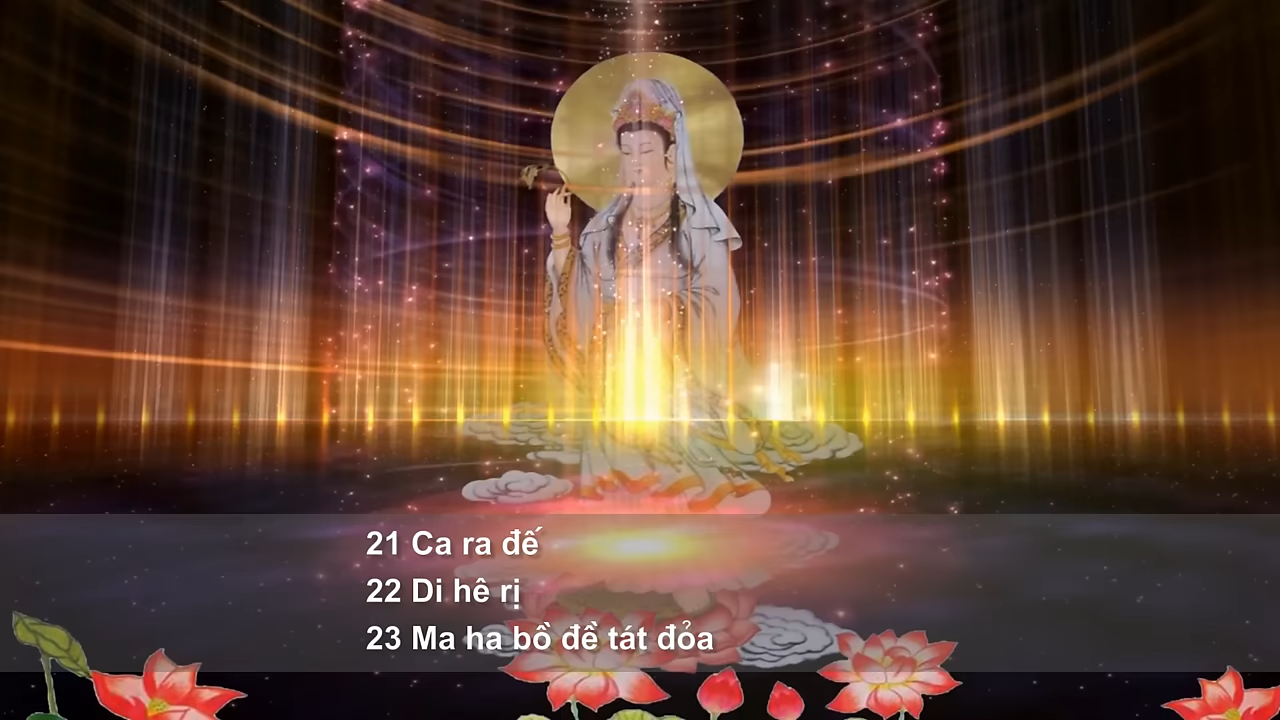 21 Ca ra đế
22 Di hê rị
23 Ma ha bồ đề tát đỏa